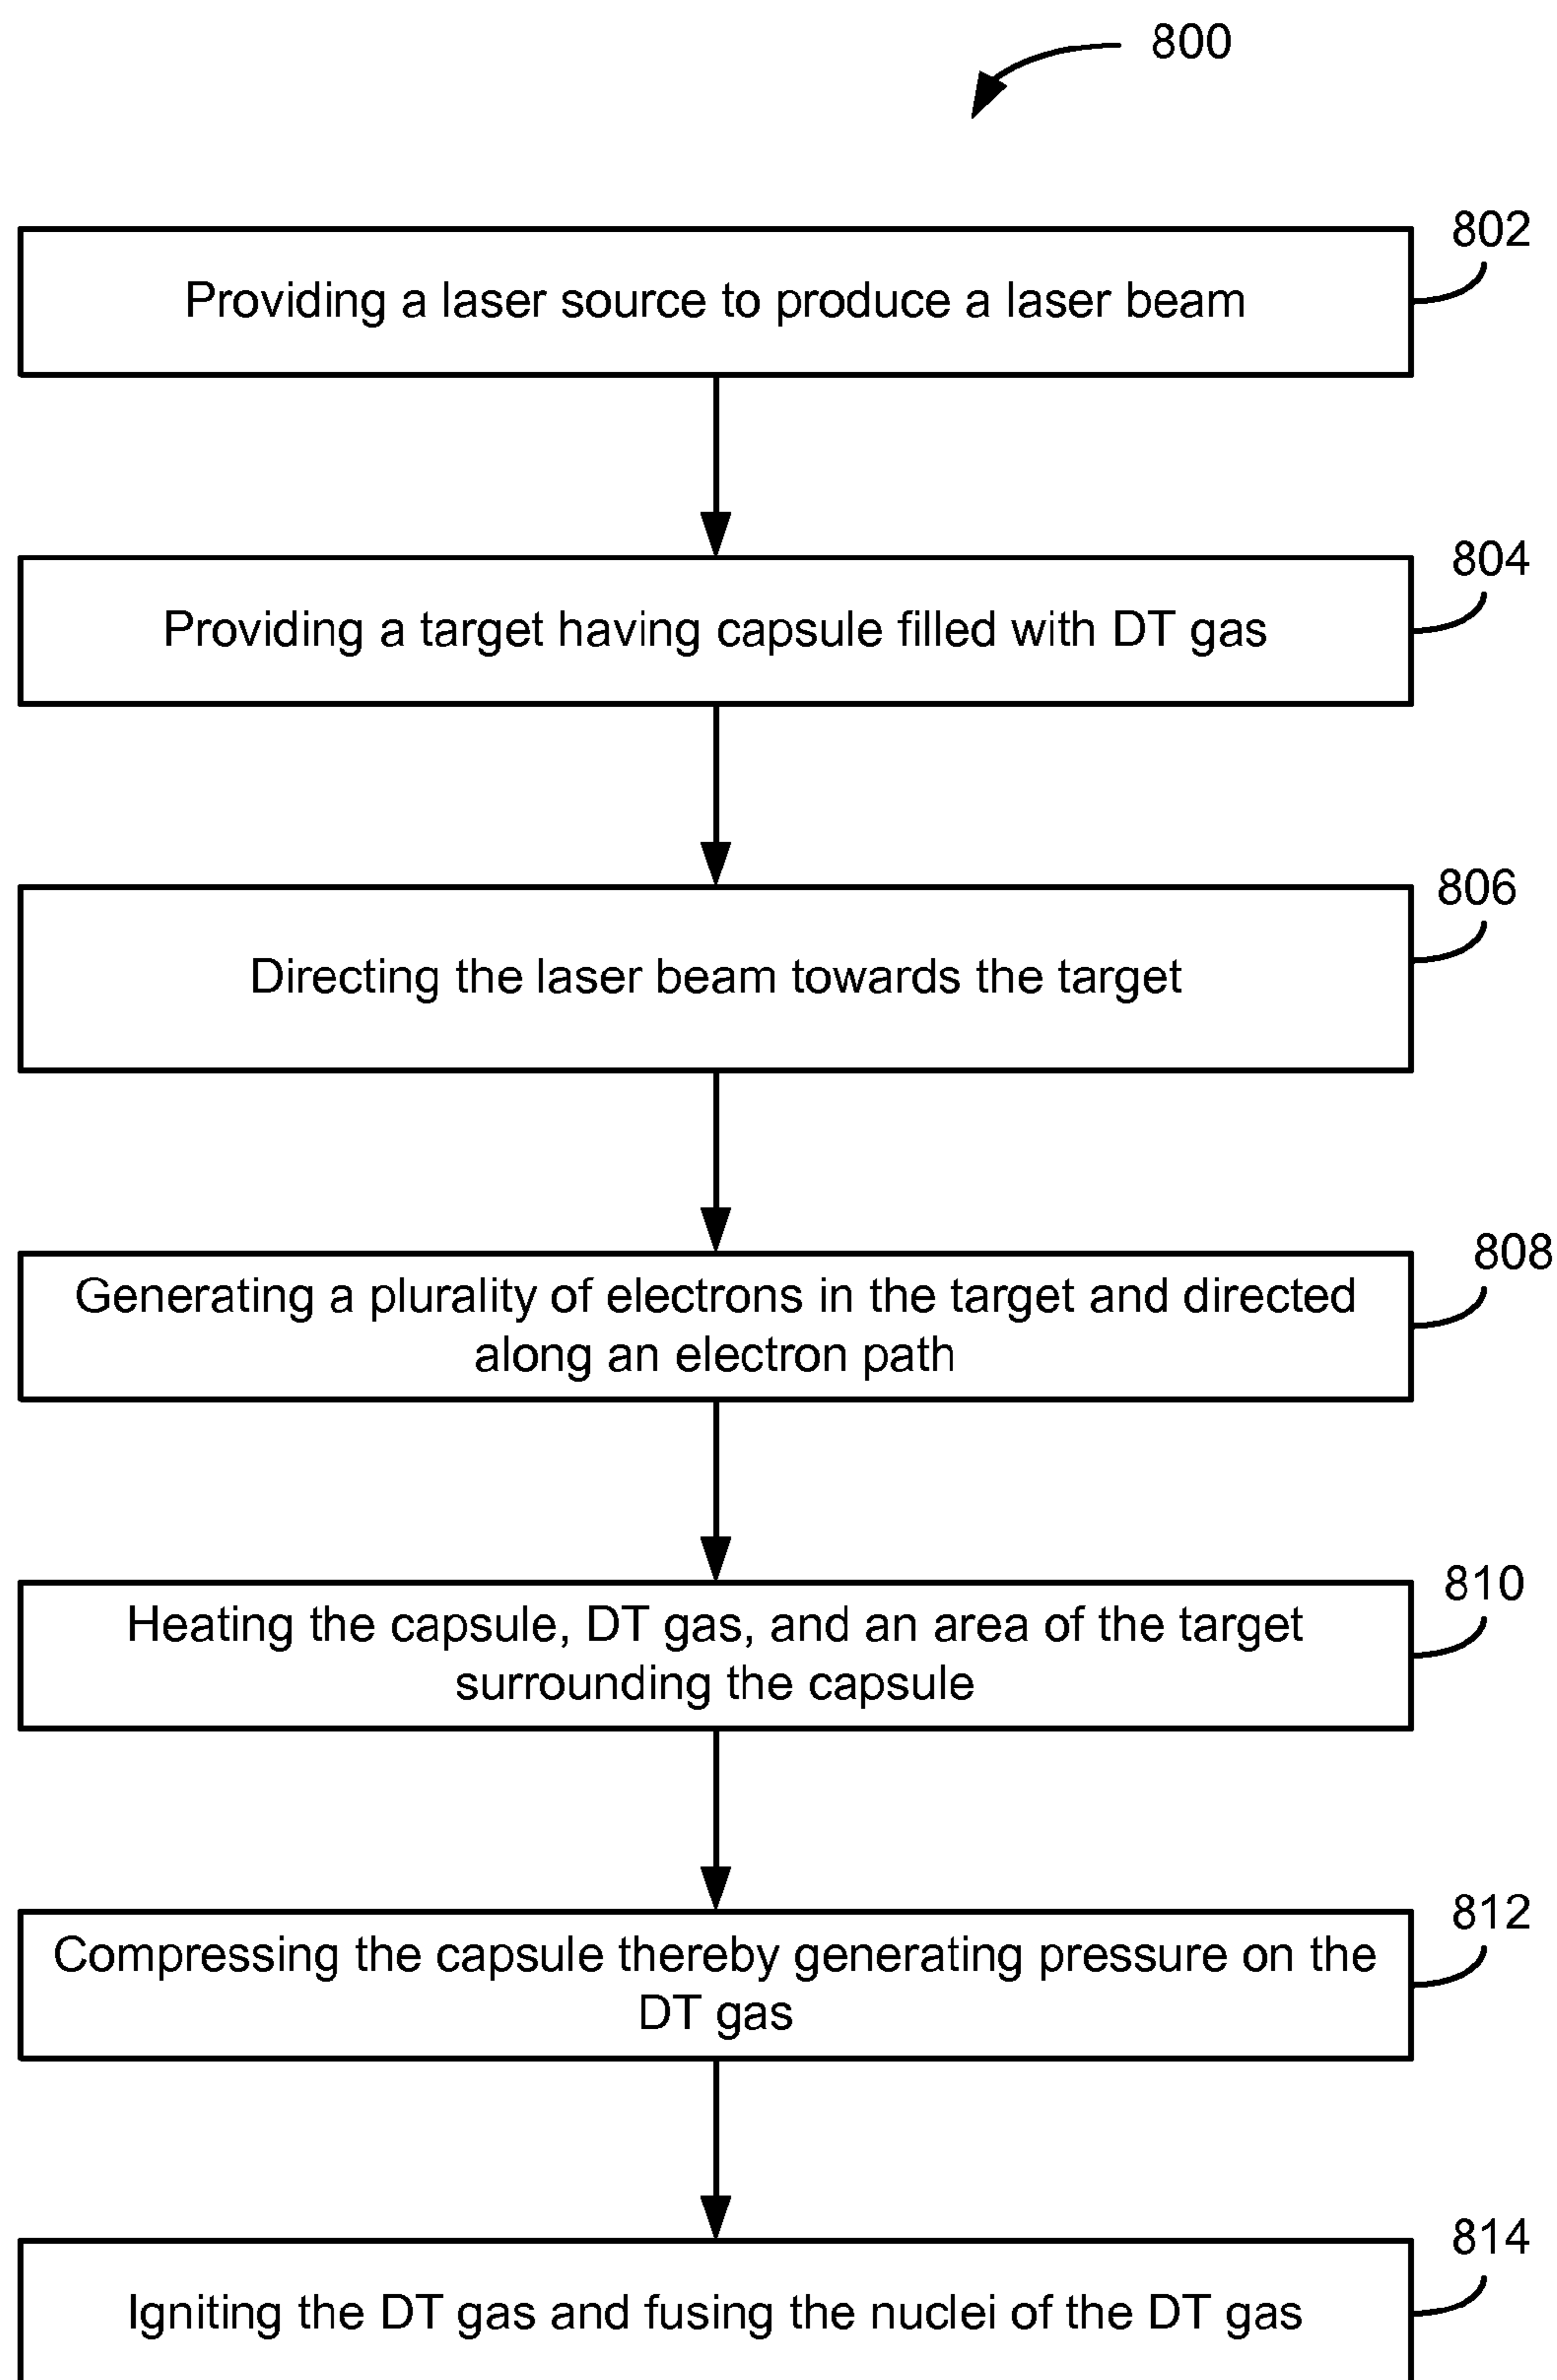 800
802
Providing a laser source to produce a laser beam
804
Providing a target having capsule filled with DT gas
806
Directing the laser beam towards the target
808
Generating a plurality of electrons in the target and directed
along an electron path
810
Heating the capsule, DT gas, and an area of the target
surrounding the capsule
812
Compressing the capsule thereby generating pressure on the
DT gas
814
Igniting the DT gas and fusing the nuclei of the DT gas